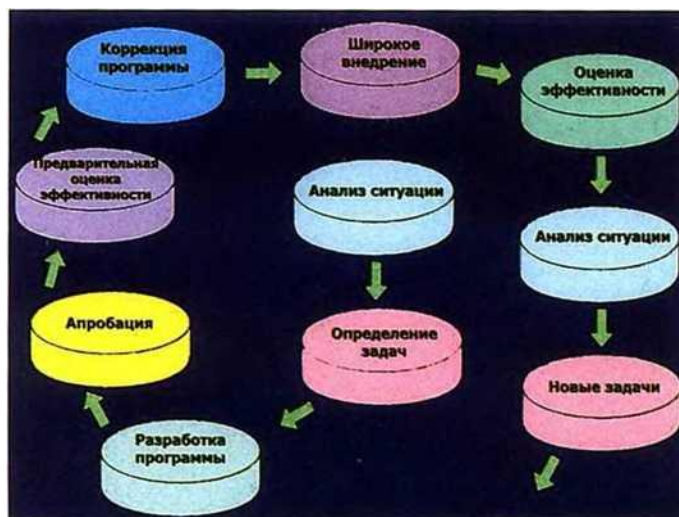 Коррекция
программы
Широкое
внедрение
Оценка
эффективности
Предварительная
оценка
эффективности
Анализ ситуации
Анализ ситуации
Апробация
Определение
задач
Новые задачи
Разработка
программы